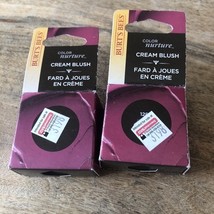 BURT'S BEES
COLOR
nurture.
CREAM BLUSH
FARD À JOUES
EN CRÈME
BURT'S BEES
COLOR
nurture.
CREAM BLUSH
FARD À JOUES
EN CRÈME